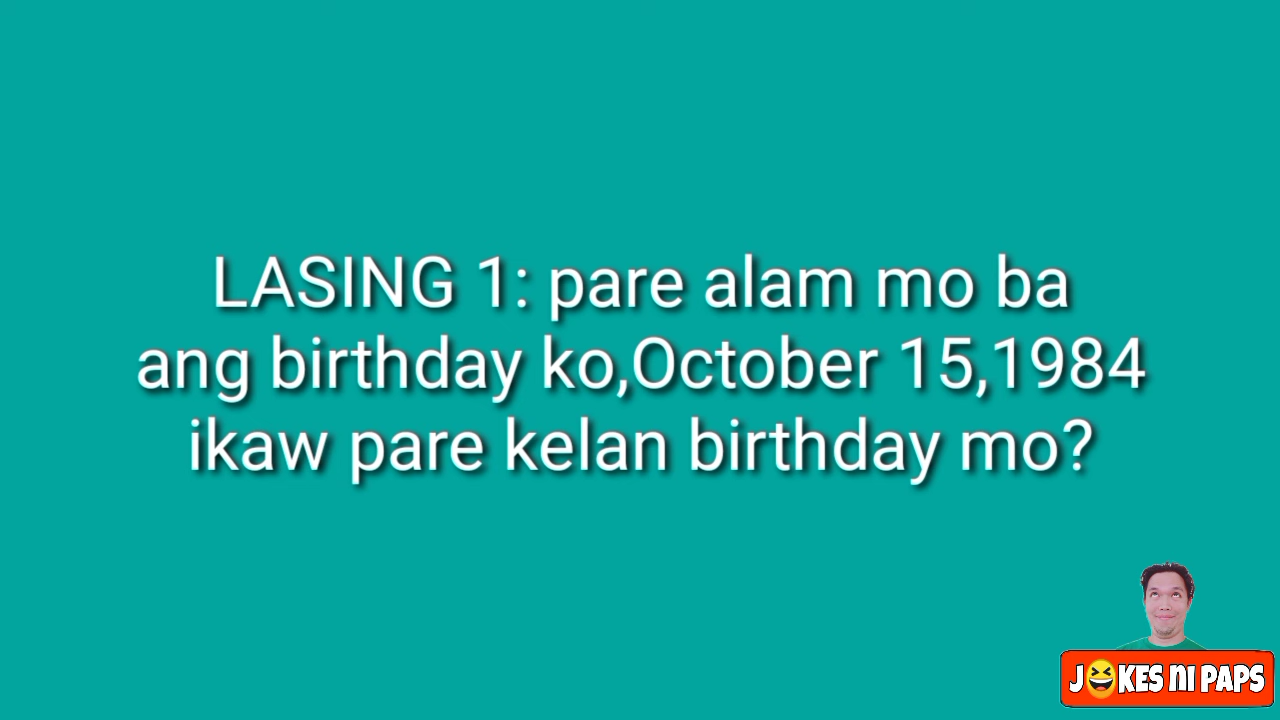 LASING 1: pare alam mo ba
ang birthday ko,October 15,1984
ikaw pare kelan birthday mo?
J😆KES NI PAPS